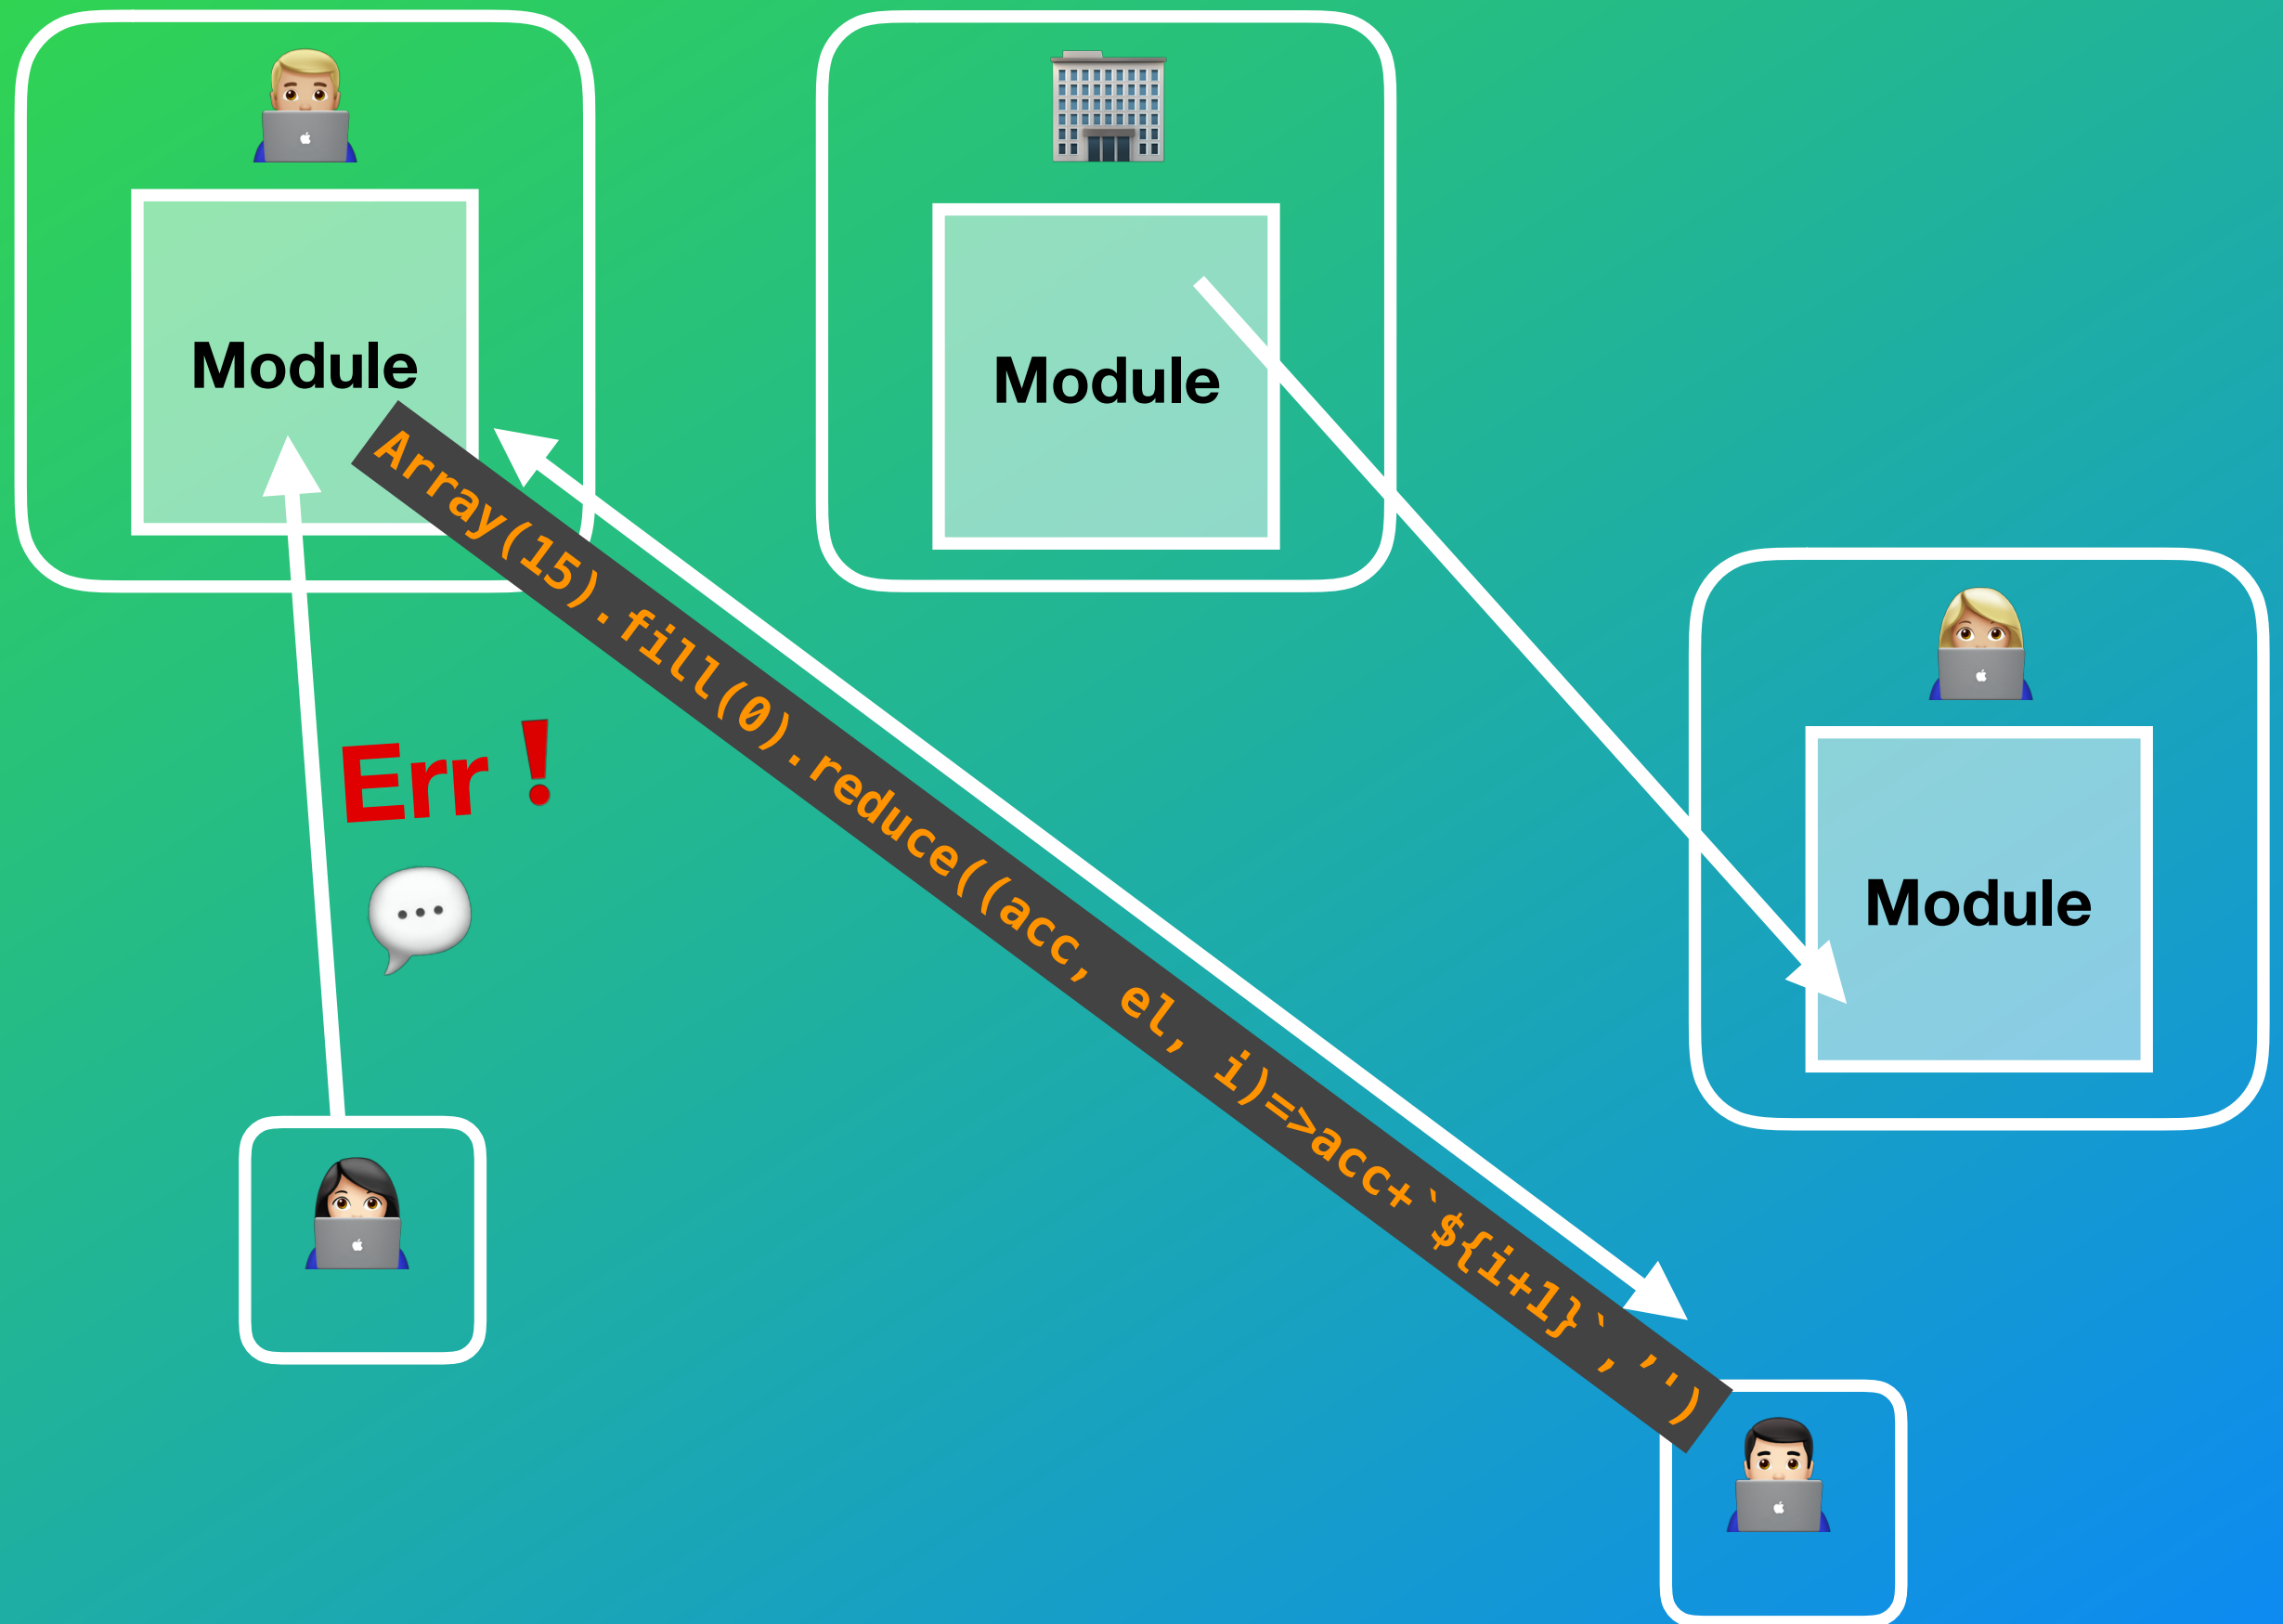 Module
Module
Array(15).fill(0).reduce((acc, el, i)=>acc+`${i+1}`,’')
Module
Err!